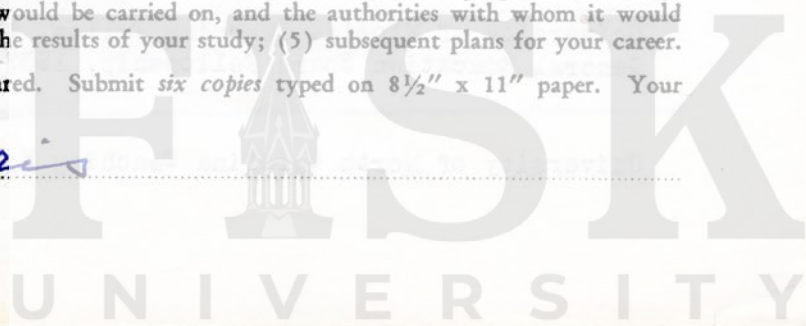 would be carried on, and the authorities with whom it would
he results of your study; (5) subsequent plans for your career.
red. Submit six copies typed on 8½″ x 11″ paper. Your
FISK
UNIVERSITY